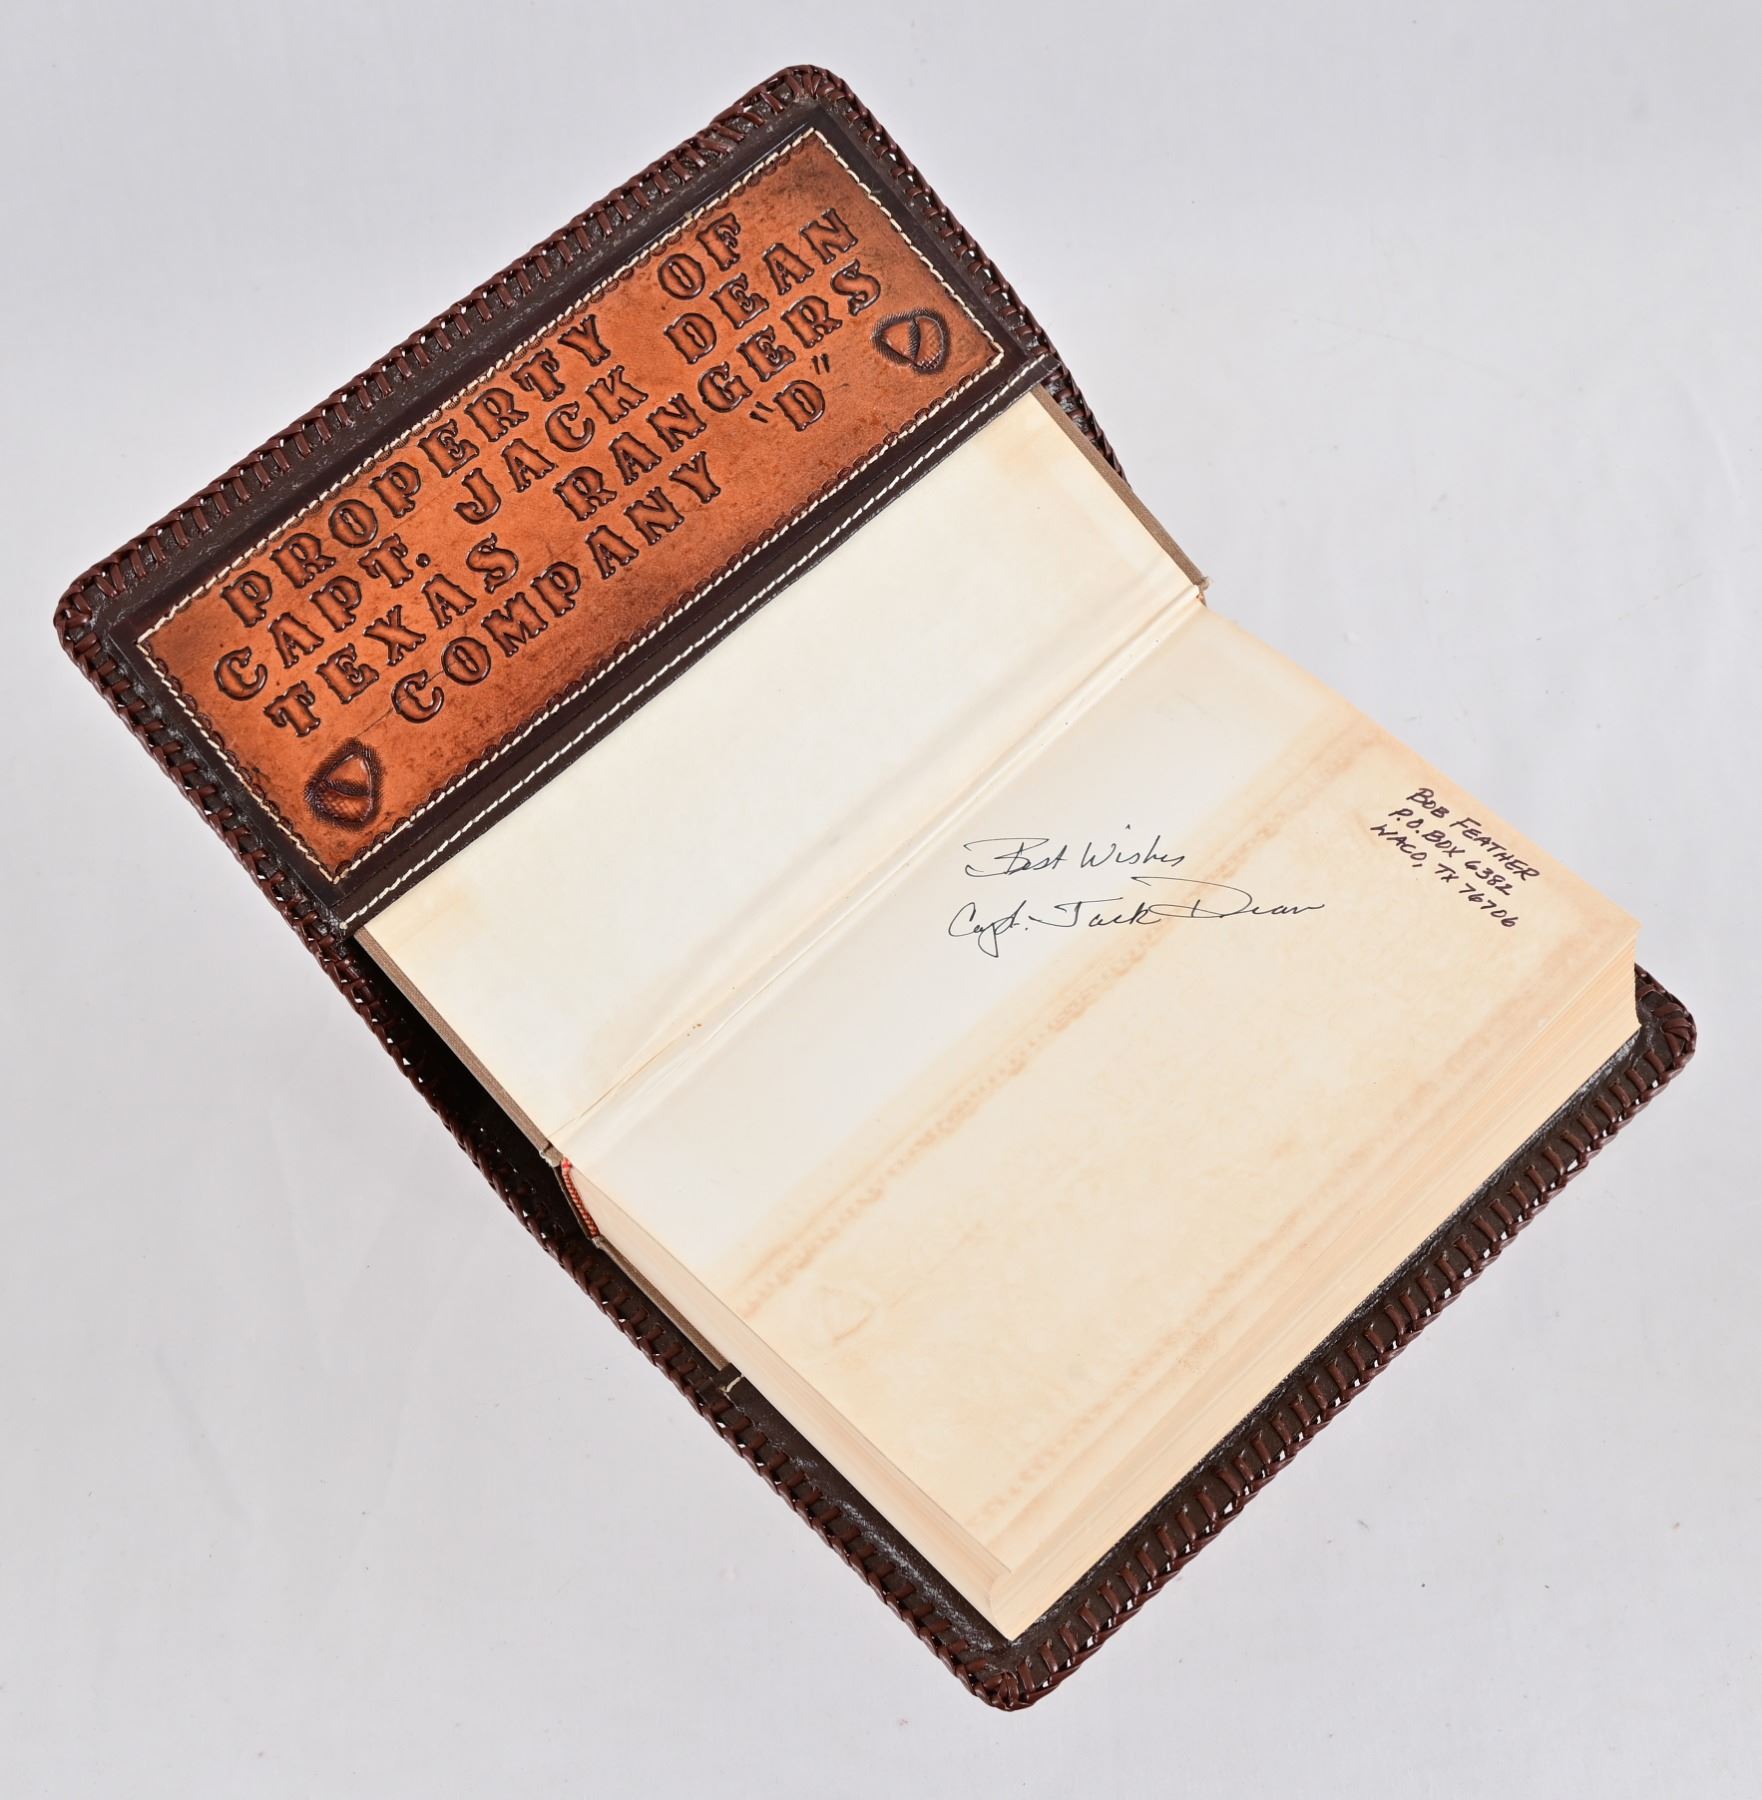 PROPERTY OF
CAPT. JACK DEAN
TEXAS RANGERS
COMPANY "D"
Best Wishes
Capt. Jack Dean
BOB FEATHER
P.O. BOX 6382
WACO, TX 76706